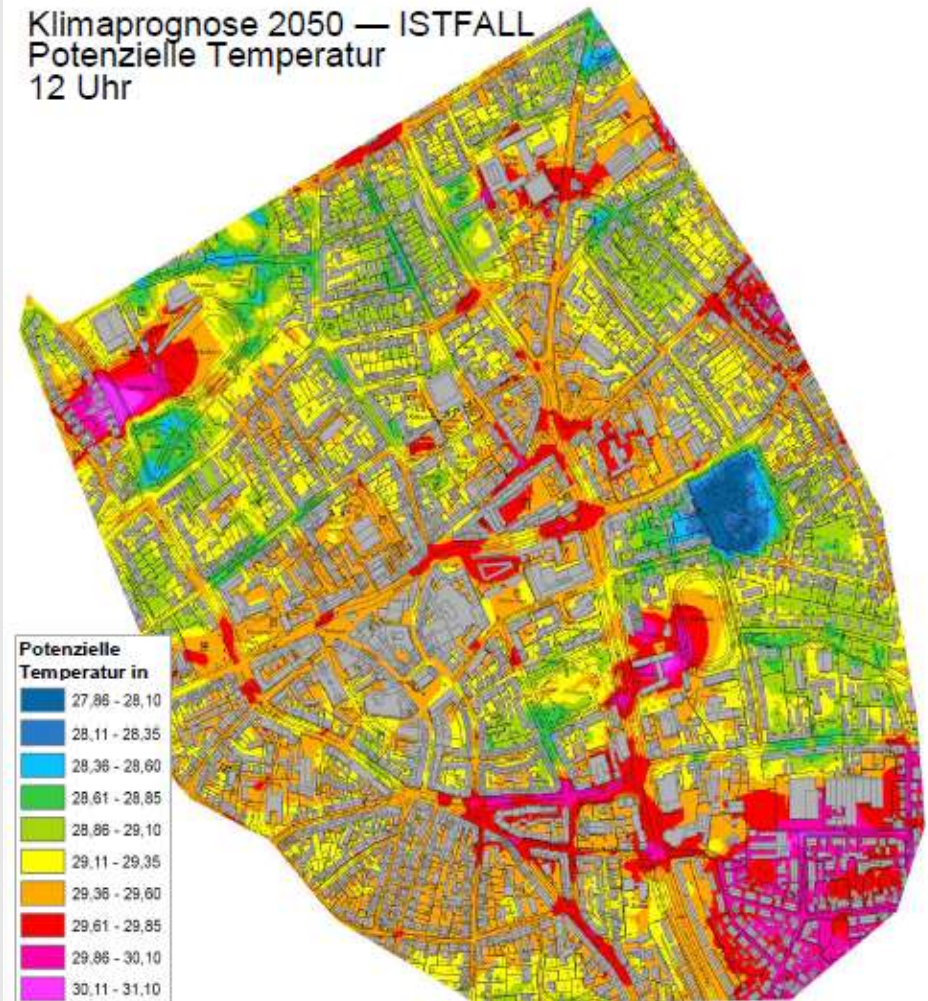 Klimaprognose 2050 — ISTFALL
Potenzielle Temperatur
12 Uhr
Potenzielle
Temperatur in
27,86 - 28,10
28,11 - 28,35
28,36 - 28,60
28,61 - 28,85
28,86 - 29,10
29,11 - 29,35
29,36 - 29,60
29,61 - 29,85
29,86 - 30,10
30,11 - 31,10